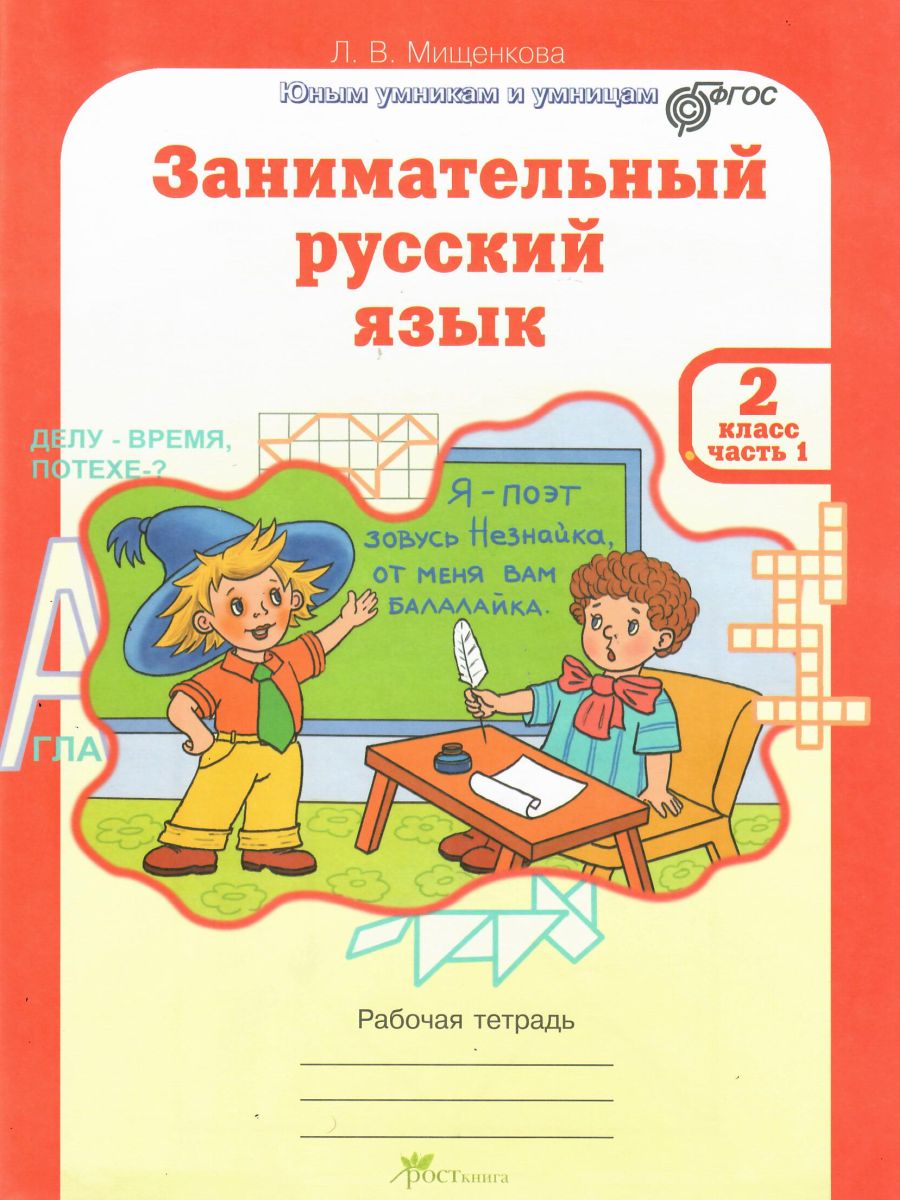 Л. В. Мищенкова
Юным умникам и умницам
ФГОС
Занимательный
русский
язык
2
класс
часть 1
ДЕЛУ - ВРЕМЯ,
ПОТЕХЕ-?
Я - поэт
зовусь Незнайка,
от меня вам
балалайка.
А
ГЛА
Рабочая тетрадь
РОСТкнига